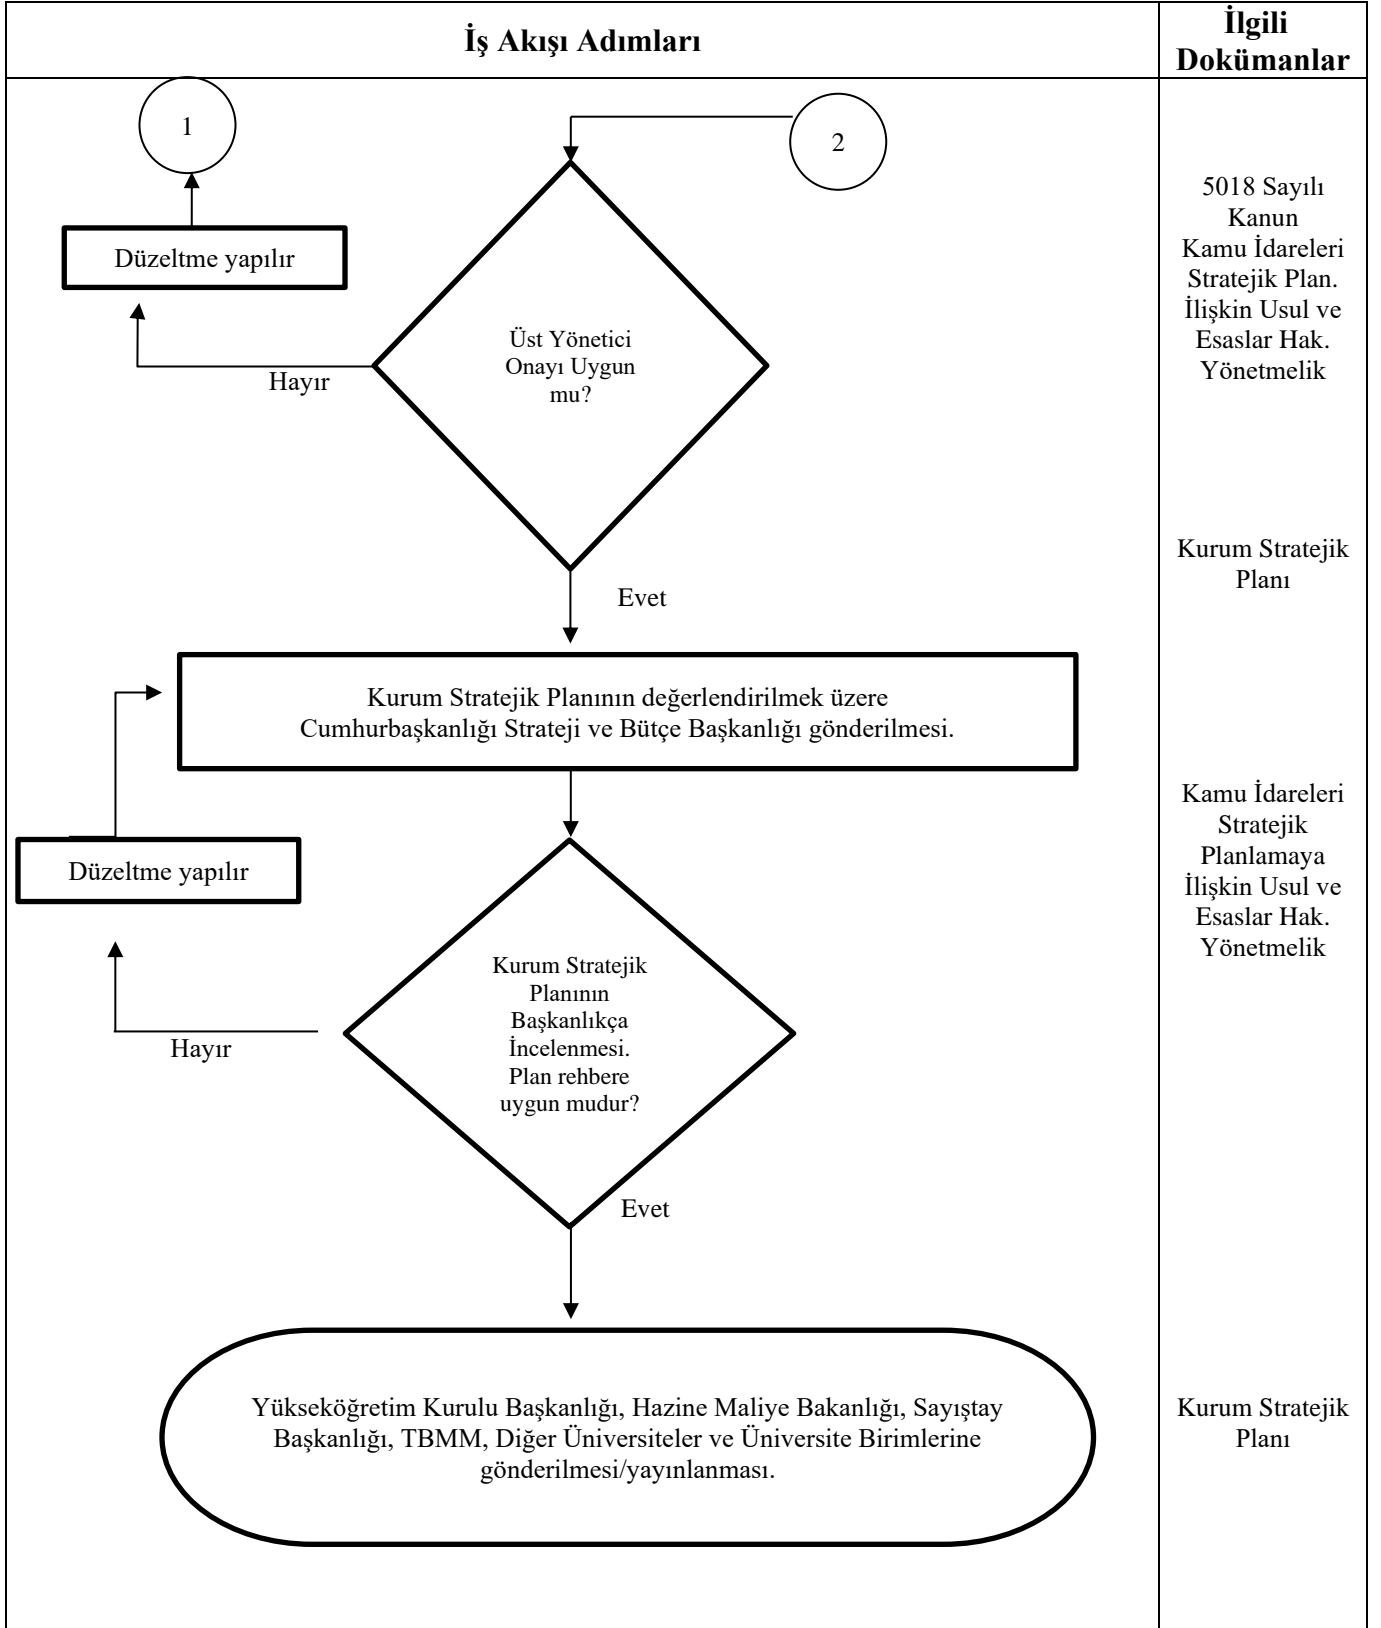 İş Akışı Adımları
İlgili
Dokümanlar
1
2
Düzeltme yapılır
Üst Yönetici
Onayı Uygun
mu?
Hayır
Evet
5018 Sayılı
Kanun
Kamu İdareleri
Stratejik Plan.
İlişkin Usul ve
Esaslar Hak.
Yönetmelik
Kurum Stratejik
Planı
Kurum Stratejik Planının değerlendirilmek üzere
Cumhurbaşkanlığı Strateji ve Bütçe Başkanlığı gönderilmesi.
Düzeltme yapılır
Kamu İdareleri
Stratejik
Planlamaya
İlişkin Usul ve
Esaslar Hak.
Yönetmelik
Kurum Stratejik
Planının
Başkanlıkça
İncelenmesi.
Plan rehbere
uygun mudur?
Hayır
Evet
Yükseköğretim Kurulu Başkanlığı, Hazine Maliye Bakanlığı, Sayıştay
Başkanlığı, TBMM, Diğer Üniversiteler ve Üniversite Birimlerine
gönderilmesi/yayınlanması.
Kurum Stratejik
Planı